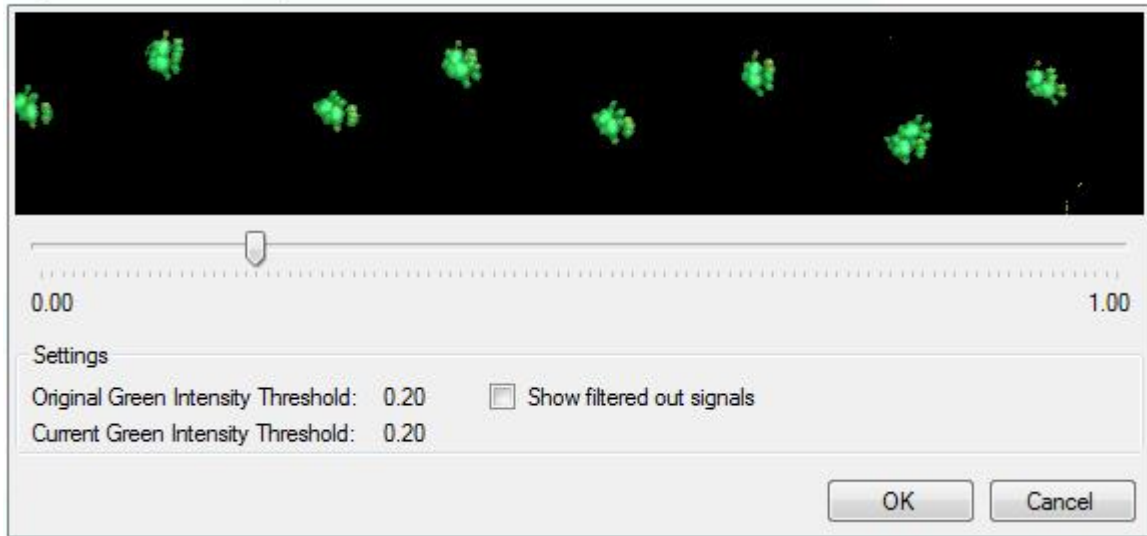 0.00 1.00
Settings
Original Green Intensity Threshold: 0.20 Show filtered out signals
Current Green Intensity Threshold: 0.20
OK Cancel